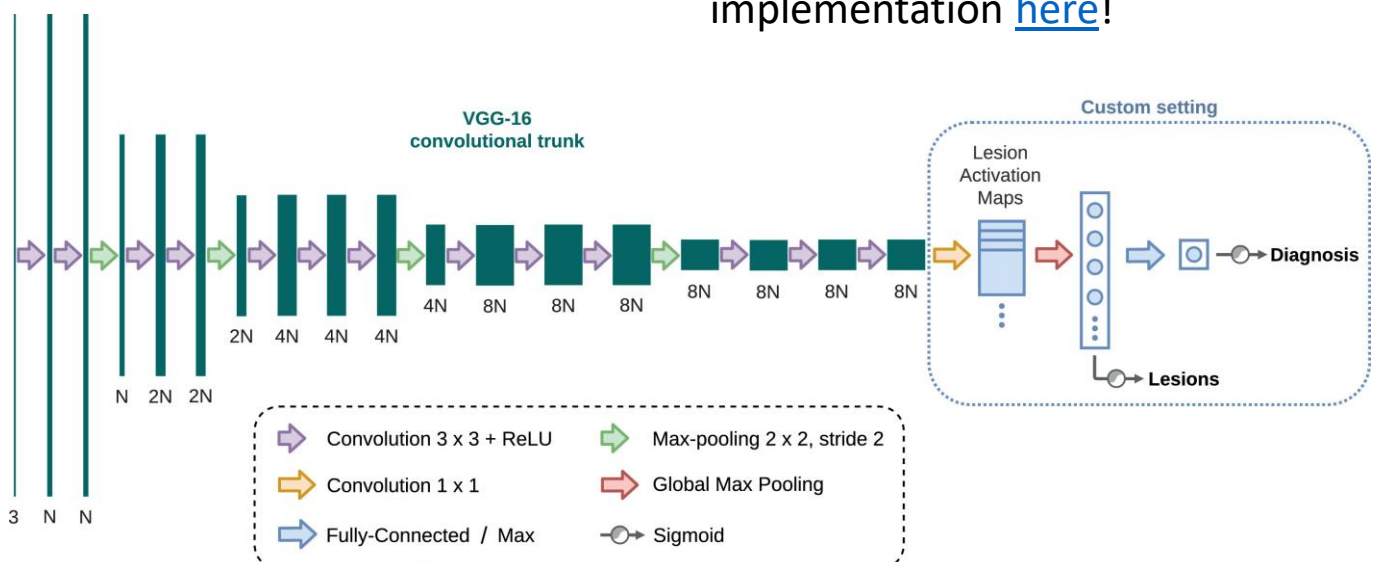 implementation here!
VGG-16
convolutional trunk
Custom setting
Lesion
Activation
Maps
Diagnosis
Lesions
3 N N
N 2N 2N
2N 4N 4N 4N
4N 8N 8N 8N
8N 8N 8N 8N
Convolution 3 x 3 + ReLU
Max-pooling 2 x 2, stride 2
Convolution 1 x 1
Global Max Pooling
Fully-Connected / Max
Sigmoid